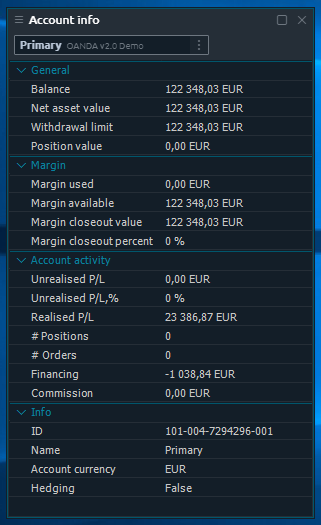 Account info
Primary OANDA v2.0 Demo
General
Balance 122 348,03 EUR
Net asset value 122 348,03 EUR
Withdrawal limit 122 348,03 EUR
Position value 0,00 EUR
Margin
Margin used 0,00 EUR
Margin available 122 348,03 EUR
Margin closeout value 122 348,03 EUR
Margin closeout percent 0 %
Account activity
Unrealised P/L 0,00 EUR
Unrealised P/L,% 0 %
Realised P/L 23 386,87 EUR
# Positions 0
# Orders 0
Financing -1 038,84 EUR
Commission 0,00 EUR
Info
ID 101-004-7294296-001
Name Primary
Account currency EUR
Hedging False